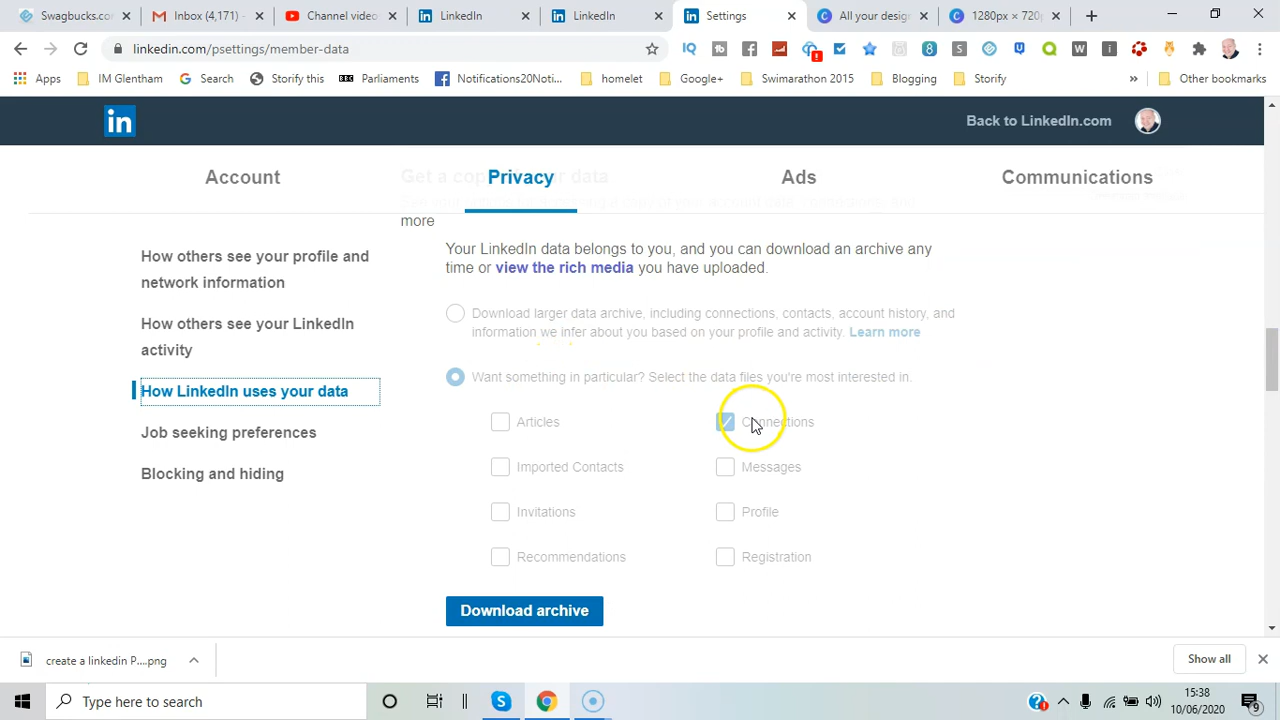 Swagbucks.co
Inbox (4,171) -
Channel video
LinkedIn
LinkedIn
Settings
All your desig
1280px × 720p
linkedin.com/psettings/member-data
Apps
IM Glentham
Search
Storify this
Parliaments
Notifications20Noti...
homelet
Google+
Swimarathon 2015
Blogging
Storify
»
Other bookmarks
in
Back to LinkedIn.com
Account
Privacy
Ads
Communications
more
How others see your profile and
network information
How others see your LinkedIn
activity
How LinkedIn uses your data
Job seeking preferences
Blocking and hiding
Your LinkedIn data belongs to you, and you can download an archive any
time or view the rich media you have uploaded.
Download larger data archive, including connections, contacts, account history, and
information we infer about you based on your profile and activity. Learn more
Want something in particular? Select the data files you're most interested in.
Articles
Connections
Imported Contacts
Messages
Invitations
Profile
Recommendations
Registration
Download archive
create a linkedin P....png
Show all
Type here to search
15:38
10/06/2020
9